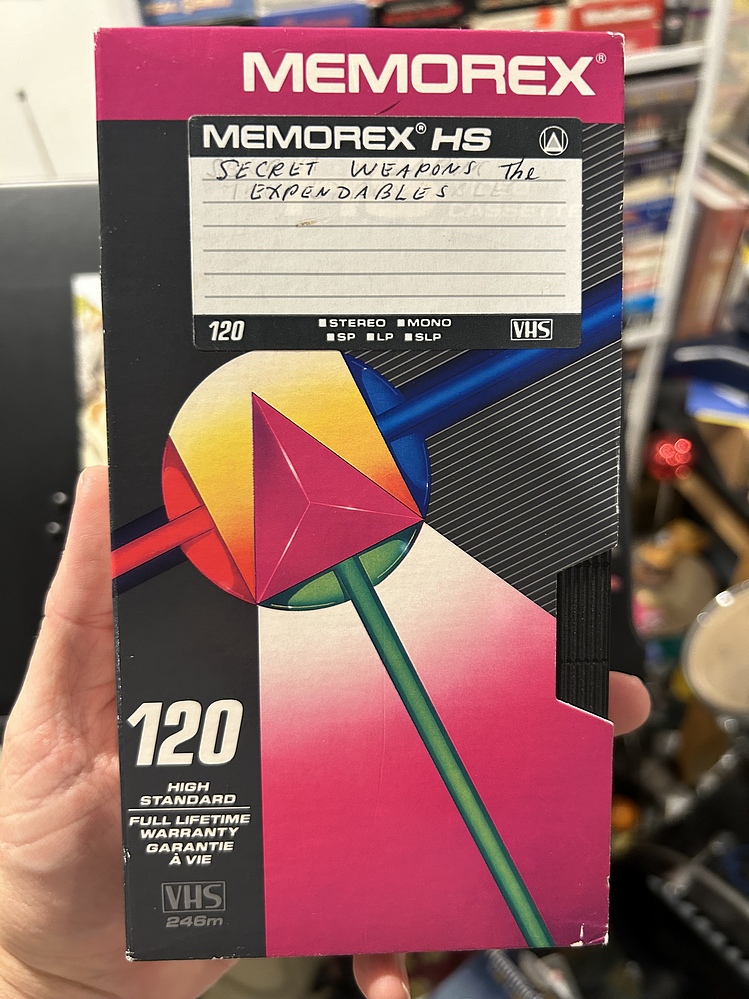 MEMOREX®
MEMOREX® HS
SECRET WEAPONS The
EXPENDABLES
CASSETTE
120
STEREO MONO
SP LP SLP
VHS
120
HIGH
STANDARD
FULL LIFETIME
WARRANTY
GARANTIE
À VIE
VHS
246m